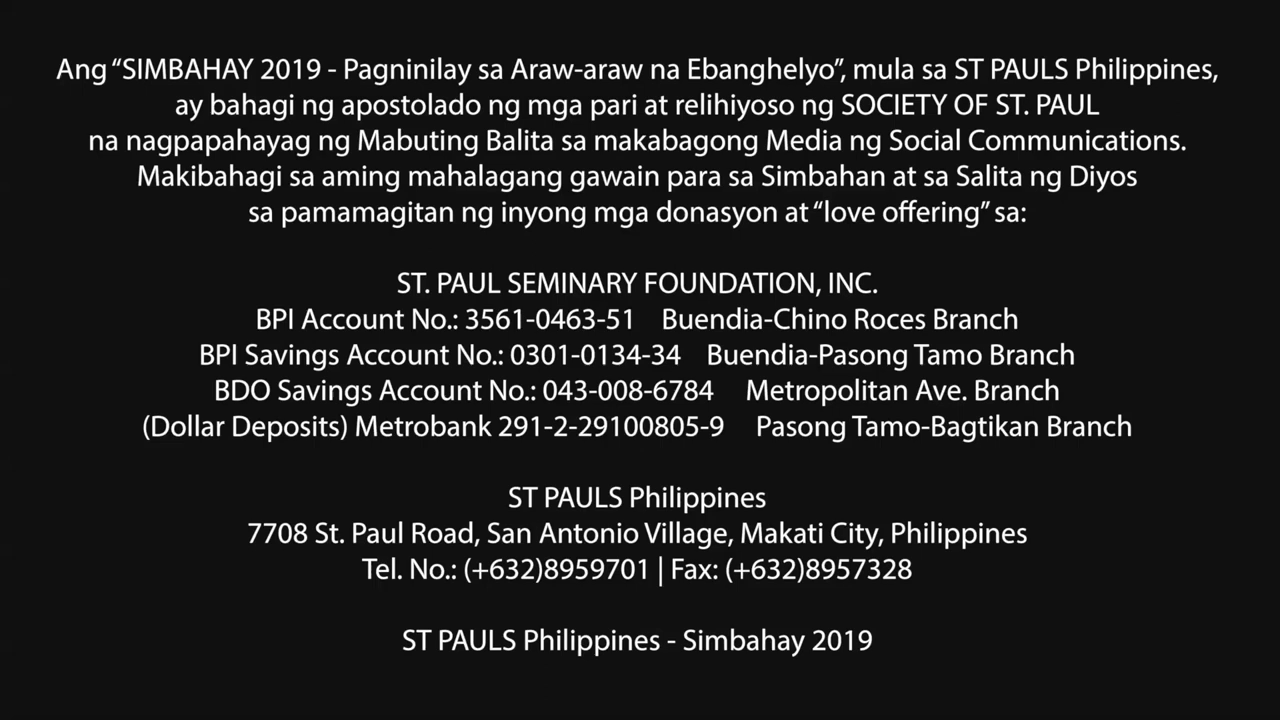 Ang “SIMBAHAY 2019 - Pagninilay sa Araw-araw na Ebanghelyo”, mula sa ST PAULS Philippines,
ay bahagi ng apostolado ng mga pari at relihiyoso ng SOCIETY OF ST. PAUL
na nagpapahayag ng Mabuting Balita sa makabagong Media ng Social Communications.
Makibahagi sa aming mahalagang gawain para sa Simbahan at sa Salita ng Diyos
sa pamamagitan ng inyong mga donasyon at “love offering” sa:
ST. PAUL SEMINARY FOUNDATION, INC.
BPI Account No.: 3561-0463-51 Buendia-Chino Roces Branch
BPI Savings Account No.: 0301-0134-34 Buendia-Pasong Tamo Branch
BDO Savings Account No.: 043-008-6784 Metropolitan Ave. Branch
(Dollar Deposits) Metrobank 291-2-29100805-9 Pasong Tamo-Bagtikan Branch
ST PAULS Philippines
7708 St. Paul Road, San Antonio Village, Makati City, Philippines
Tel. No.: (+632)8959701 | Fax: (+632)8957328
ST PAULS Philippines - Simbahay 2019